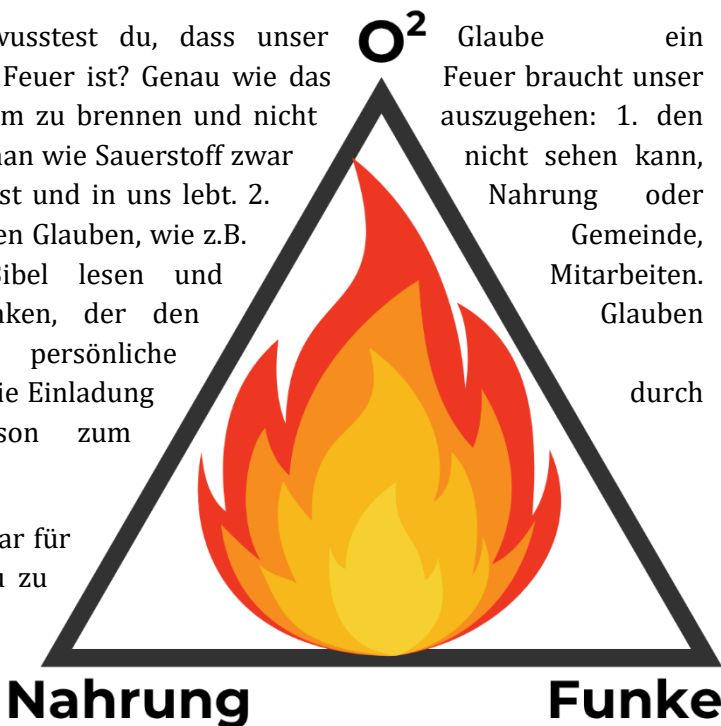 wusstest du, dass unser O² Glaube ein
Feuer ist? Genau wie das Feuer braucht unser
m zu brennen und nicht auszugehen: 1. den
man wie Sauerstoff zwar nicht sehen kann,
st und in uns lebt. 2. Nahrung oder
en Glauben, wie z.B. Gemeinde,
Bibel lesen und Mitarbeiten.
nken, der den Glauben
persönliche
ie Einladung durch
son zum
ar für
u zu
Nahrung Funke